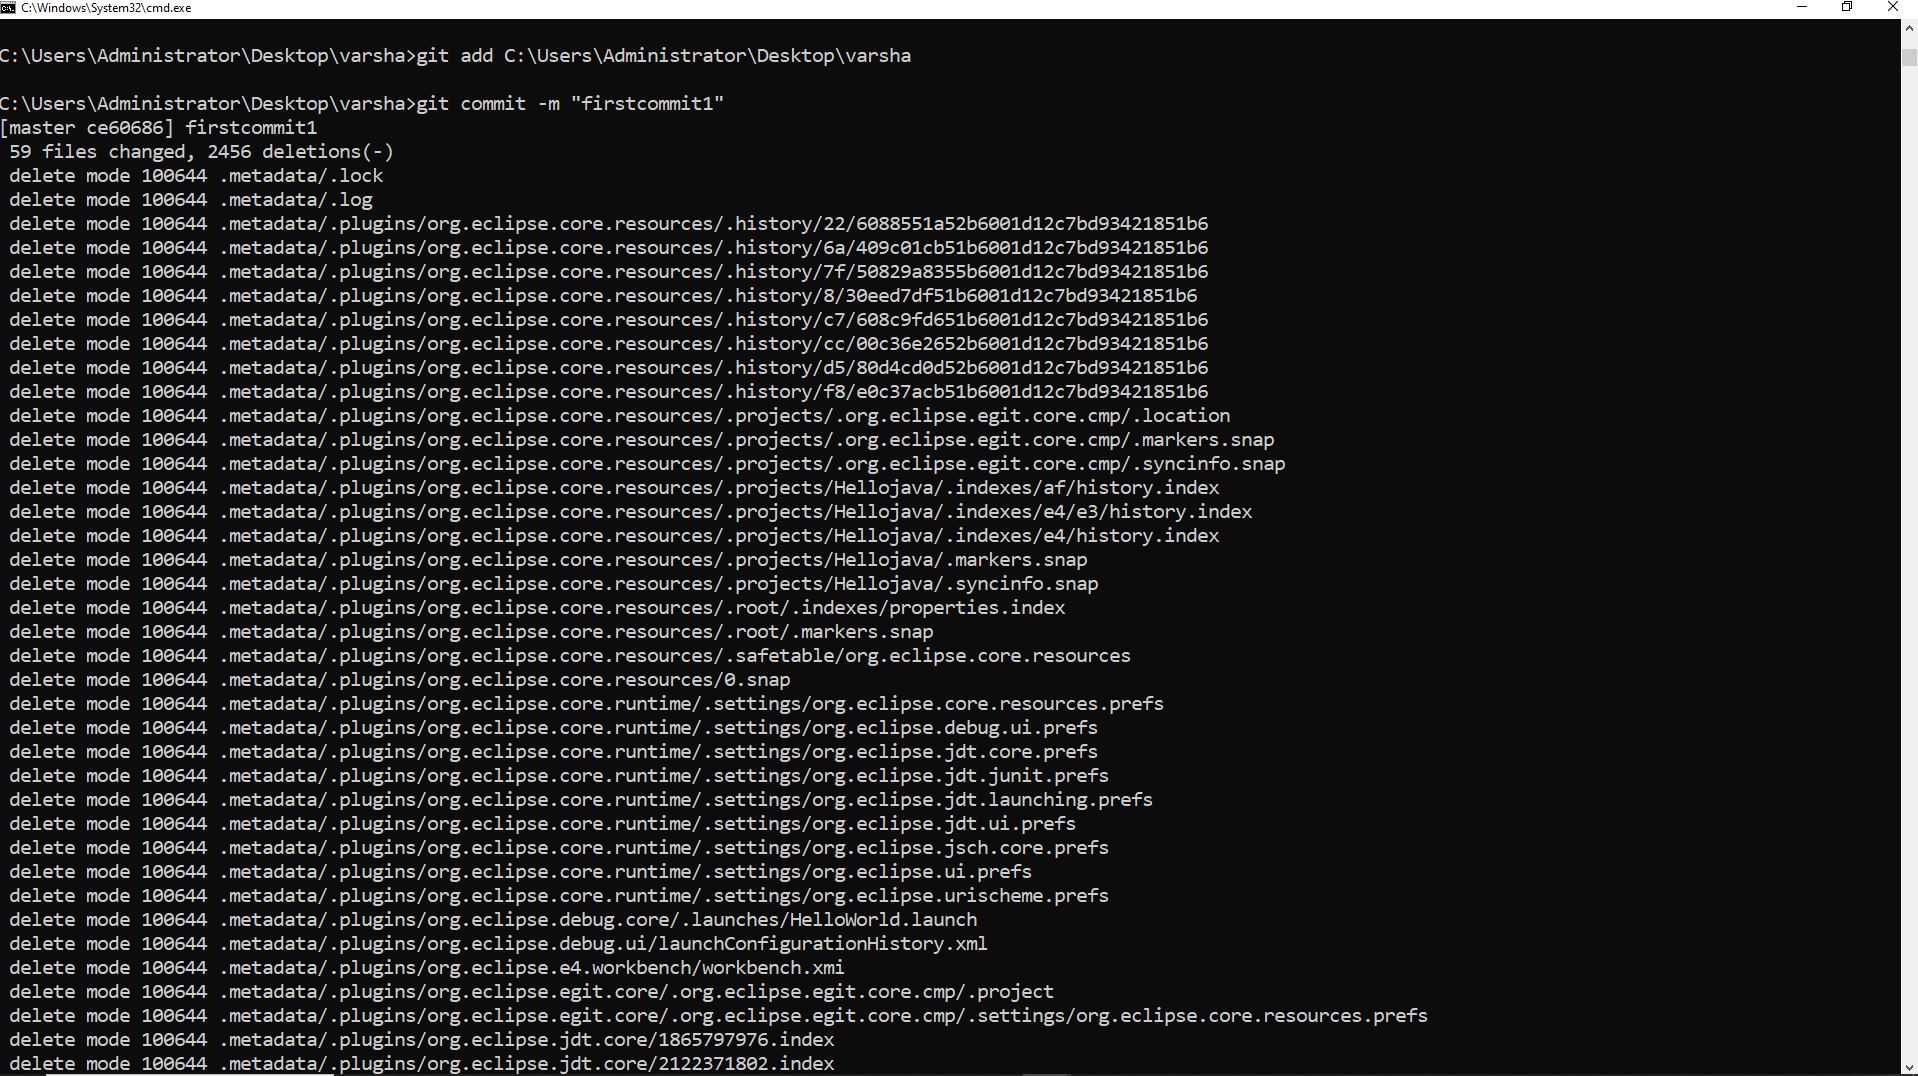 C:\Windows\System32\cmd.exe
C:\Users\Administrator\Desktop\varsha>git add C:\Users\Administrator\Desktop\varsha
C:\Users\Administrator\Desktop\varsha>git commit -m "firstcommit1"
[master ce60686] firstcommit1
59 files changed, 2456 deletions(-)
delete mode 100644 .metadata/.lock
delete mode 100644 .metadata/.log
delete mode 100644 .metadata/.plugins/org.eclipse.core.resources/.history/22/6088551a52b6001d12c7bd93421851b6
delete mode 100644 .metadata/.plugins/org.eclipse.core.resources/.history/6a/409c01cb51b6001d12c7bd93421851b6
delete mode 100644 .metadata/.plugins/org.eclipse.core.resources/.history/7f/50829a8355b6001d12c7bd93421851b6
delete mode 100644 .metadata/.plugins/org.eclipse.core.resources/.history/8/30eed7df51b6001d12c7bd93421851b6
delete mode 100644 .metadata/.plugins/org.eclipse.core.resources/.history/c7/608c9fd651b6001d12c7bd93421851b6
delete mode 100644 .metadata/.plugins/org.eclipse.core.resources/.history/cc/00c36e2652b6001d12c7bd93421851b6
delete mode 100644 .metadata/.plugins/org.eclipse.core.resources/.history/d5/80d4cd0d52b6001d12c7bd93421851b6
delete mode 100644 .metadata/.plugins/org.eclipse.core.resources/.history/f8/e0c37acb51b6001d12c7bd93421851b6
delete mode 100644 .metadata/.plugins/org.eclipse.core.resources/.projects/.org.eclipse.egit.core.cmp/.location
delete mode 100644 .metadata/.plugins/org.eclipse.core.resources/.projects/.org.eclipse.egit.core.cmp/.markers.snap
delete mode 100644 .metadata/.plugins/org.eclipse.core.resources/.projects/.org.eclipse.egit.core.cmp/.syncinfo.snap
delete mode 100644 .metadata/.plugins/org.eclipse.core.resources/.projects/Hellojava/.indexes/af/history.index
delete mode 100644 .metadata/.plugins/org.eclipse.core.resources/.projects/Hellojava/.indexes/e4/e3/history.index
delete mode 100644 .metadata/.plugins/org.eclipse.core.resources/.projects/Hellojava/.indexes/e4/history.index
delete mode 100644 .metadata/.plugins/org.eclipse.core.resources/.projects/Hellojava/.markers.snap
delete mode 100644 .metadata/.plugins/org.eclipse.core.resources/.projects/Hellojava/.syncinfo.snap
delete mode 100644 .metadata/.plugins/org.eclipse.core.resources/.root/.indexes/properties.index
delete mode 100644 .metadata/.plugins/org.eclipse.core.resources/.root/.markers.snap
delete mode 100644 .metadata/.plugins/org.eclipse.core.resources/.safetable/org.eclipse.core.resources
delete mode 100644 .metadata/.plugins/org.eclipse.core.resources/0.snap
delete mode 100644 .metadata/.plugins/org.eclipse.core.runtime/.settings/org.eclipse.core.resources.prefs
delete mode 100644 .metadata/.plugins/org.eclipse.core.runtime/.settings/org.eclipse.debug.ui.prefs
delete mode 100644 .metadata/.plugins/org.eclipse.core.runtime/.settings/org.eclipse.jdt.core.prefs
delete mode 100644 .metadata/.plugins/org.eclipse.core.runtime/.settings/org.eclipse.jdt.junit.prefs
delete mode 100644 .metadata/.plugins/org.eclipse.core.runtime/.settings/org.eclipse.jdt.launching.prefs
delete mode 100644 .metadata/.plugins/org.eclipse.core.runtime/.settings/org.eclipse.jdt.ui.prefs
delete mode 100644 .metadata/.plugins/org.eclipse.core.runtime/.settings/org.eclipse.jsch.core.prefs
delete mode 100644 .metadata/.plugins/org.eclipse.core.runtime/.settings/org.eclipse.ui.prefs
delete mode 100644 .metadata/.plugins/org.eclipse.core.runtime/.settings/org.eclipse.urischeme.prefs
delete mode 100644 .metadata/.plugins/org.eclipse.debug.core/.launches/HelloWorld.launch
delete mode 100644 .metadata/.plugins/org.eclipse.debug.ui/launchConfigurationHistory.xml
delete mode 100644 .metadata/.plugins/org.eclipse.e4.workbench/workbench.xmi
delete mode 100644 .metadata/.plugins/org.eclipse.egit.core/.org.eclipse.egit.core.cmp/.project
delete mode 100644 .metadata/.plugins/org.eclipse.egit.core/.org.eclipse.egit.core.cmp/.settings/org.eclipse.core.resources.prefs
delete mode 100644 .metadata/.plugins/org.eclipse.jdt.core/1865797976.index
delete mode 100644 .metadata/.plugins/org.eclipse.jdt.core/2122371802.index